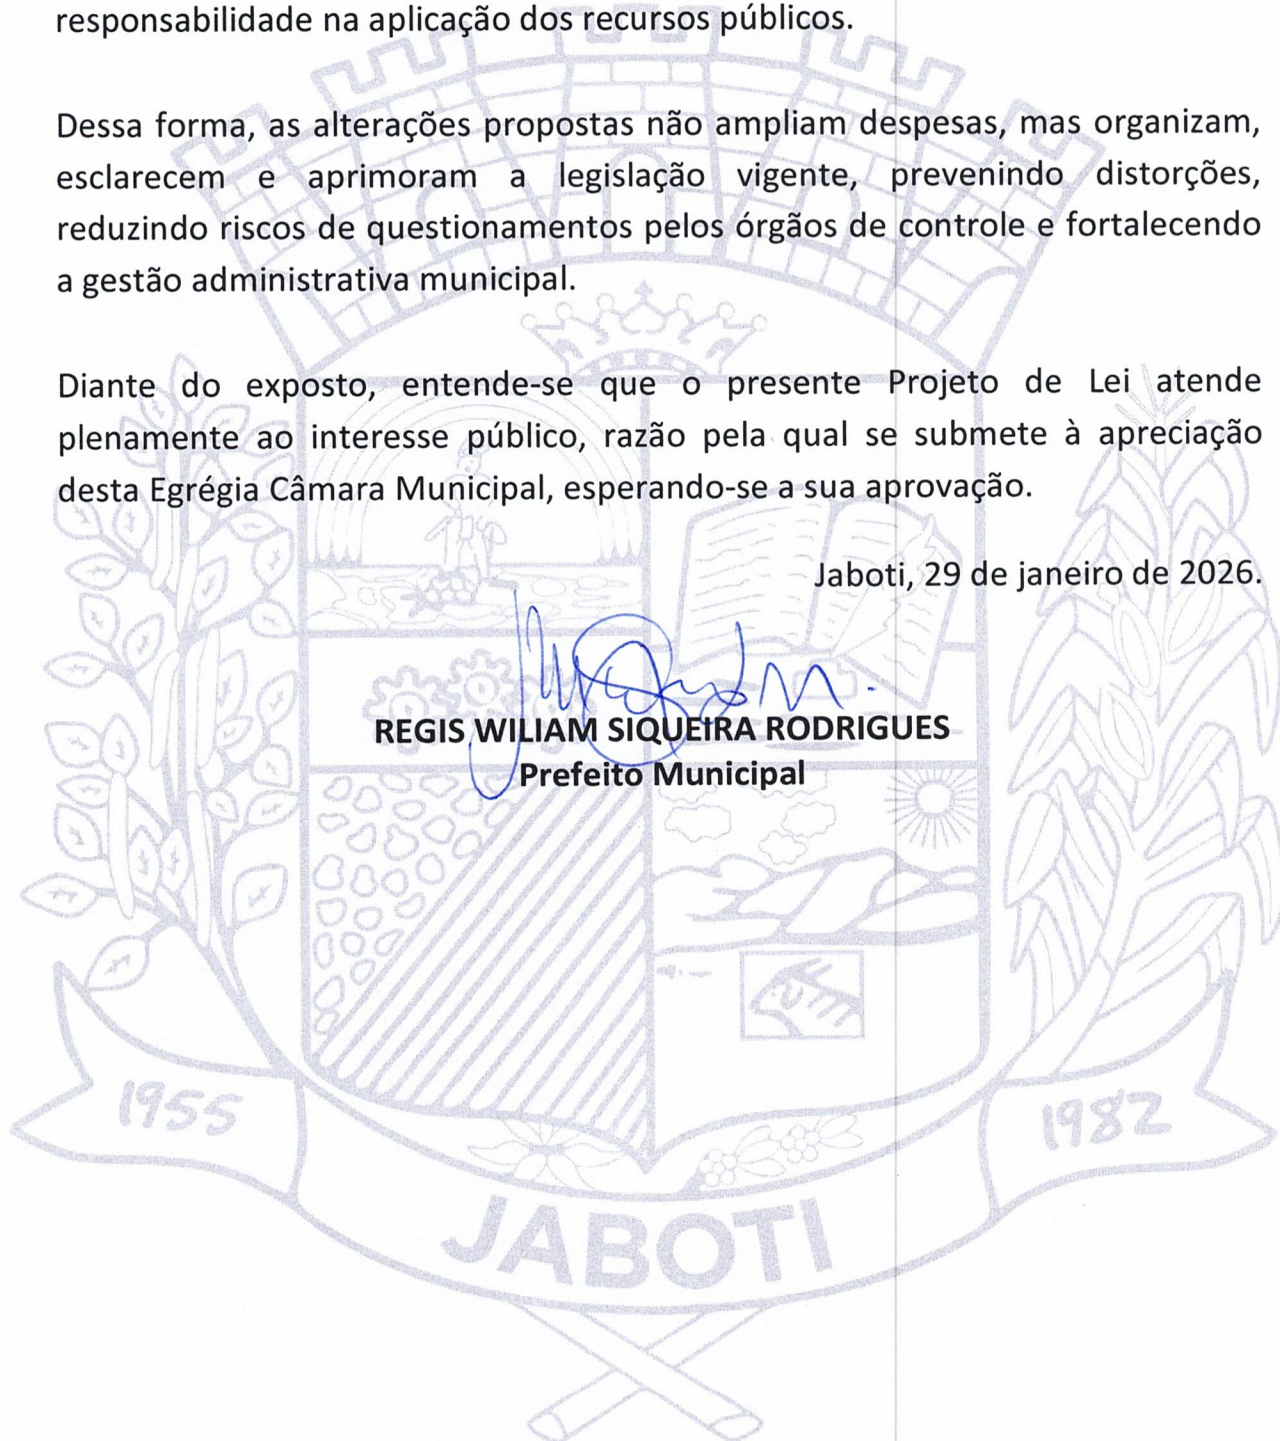 responsabilidade na aplicação dos recursos públicos.
Dessa forma, as alterações propostas não ampliam despesas, mas organizam,
esclarecem e aprimoram a legislação vigente, prevenindo distorções,
reduzindo riscos de questionamentos pelos órgãos de controle e fortalecendo
a gestão administrativa municipal.
Diante do exposto, entende-se que o presente Projeto de Lei atende
plenamente ao interesse público, razão pela qual se submete à apreciação
desta Egrégia Câmara Municipal, esperando-se a sua aprovação.
Jaboti, 29 de janeiro de 2026.
REGIS WILIAM SIQUEIRA RODRIGUES
Prefeito Municipal
1955
1982
JABOTI